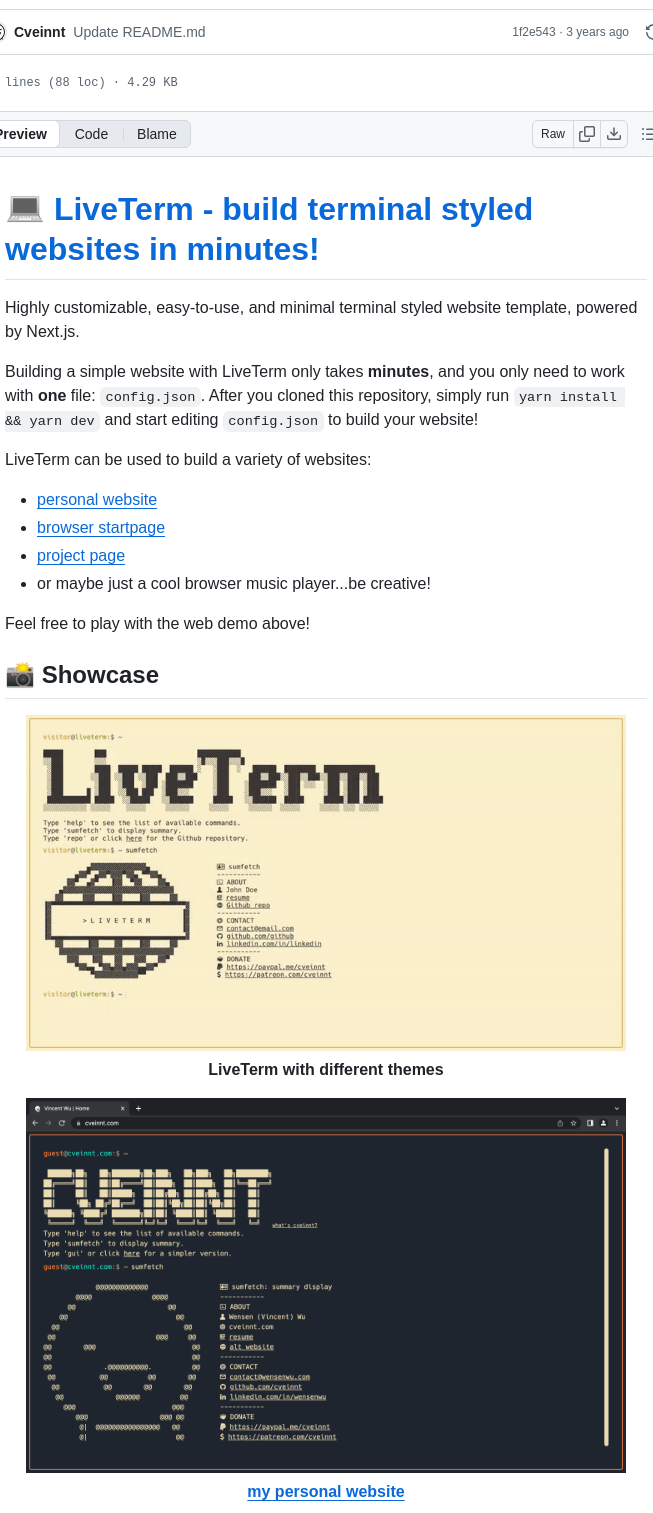 Cveinnt Update README.md 1f2e543 · 3 years ago
lines (88 loc) · 4.29 KB
Preview Code Blame Raw
💻 LiveTerm - build terminal styled
websites in minutes!
Highly customizable, easy-to-use, and minimal terminal styled website template, powered
by Next.js.
Building a simple website with LiveTerm only takes minutes, and you only need to work
with one file: config.json. After you cloned this repository, simply run yarn install
&& yarn dev and start editing config.json to build your website!
LiveTerm can be used to build a variety of websites:
personal website
browser startpage
project page
or maybe just a cool browser music player...be creative!
Feel free to play with the web demo above!
📸 Showcase
visitor@liveterm:$ ~
LiveTerm
Type 'help' to see the list of available commands.
Type 'sumfetch' to display summary.
Type 'repo' or click here for the Github repository.
visitor@liveterm:$ ~ sumfetch
sumfetch
-----------
ABOUT
John Doe
resume
Github repo
-----------
> L I V E T E R M
CONTACT
contact@email.com
github.com/github
linkedin.com/in/linkedin
-----------
DONATE
https://paypal.me/cveinnt
https://patreon.com/cveinnt
visitor@liveterm:$ ~
LiveTerm with different themes
Vincent Wu | Home
cveinnt.com
guest@cveinnt.com:$ ~
CVEINNT
what's cveinnt?
Type 'help' to see the list of available commands.
Type 'sumfetch' to display summary.
Type 'gui' or click here for a simpler version.
guest@cveinnt.com:$ ~ sumfetch
sumfetch: summary display
-----------
ABOUT
Wensen (Vincent) Wu
cveinnt.com
resume
alt website
-----------
CONTACT
contact@wensenwu.com
github.com/cveinnt
linkedin.com/in/wensenwu
-----------
DONATE
https://paypal.me/cveinnt
https://patreon.com/cveinnt
my personal website